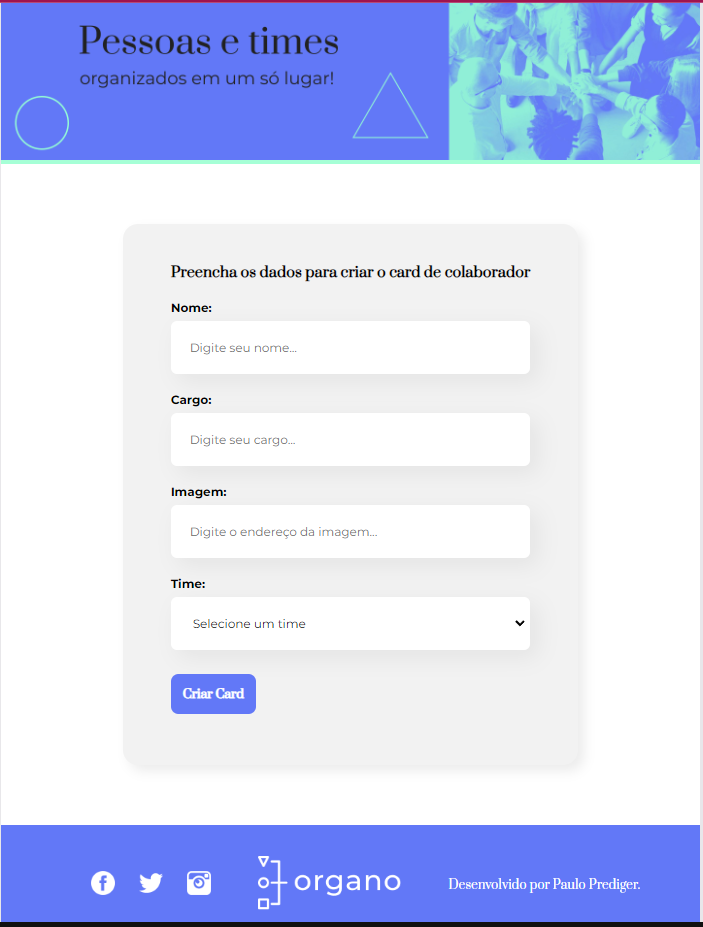 Pessoas e times
organizados em um só lugar!
Preencha os dados para criar o card de colaborador
Nome:
Digite seu nome...
Cargo:
Digite seu cargo...
Imagem:
Digite o endereço da imagem...
Time:
Selecione um time
Criar Card
organo
Desenvolvido por Paulo Prediger.